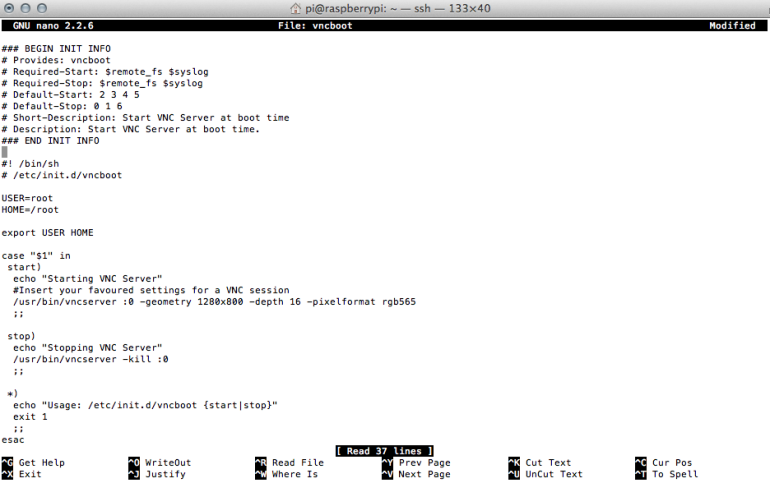 pi@raspberrypi: ~ — ssh — 133×40
GNU nano 2.2.6 File: vncboot Modified
### BEGIN INIT INFO
# Provides: vncboot
# Required-Start: $remote_fs $syslog
# Required-Stop: $remote_fs $syslog
# Default-Start: 2 3 4 5
# Default-Stop: 0 1 6
# Short-Description: Start VNC Server at boot time
# Description: Start VNC Server at boot time.
### END INIT INFO
#! /bin/sh
# /etc/init.d/vncboot
USER=root
HOME=/root
export USER HOME
case "$1" in
start)
echo "Starting VNC Server"
#Insert your favoured settings for a VNC session
/usr/bin/vncserver :0 -geometry 1280x800 -depth 16 -pixelformat rgb565
;;
stop)
echo "Stopping VNC Server"
/usr/bin/vncserver -kill :0
;;
*)
echo "Usage: /etc/init.d/vncboot {start|stop}"
exit 1
;;
esac
[ Read 37 lines ]
^G Get Help ^O WriteOut ^R Read File ^Y Prev Page ^K Cut Text ^C Cur Pos
^X Exit ^J Justify ^W Where Is ^V Next Page ^U UnCut Text ^T To Spell